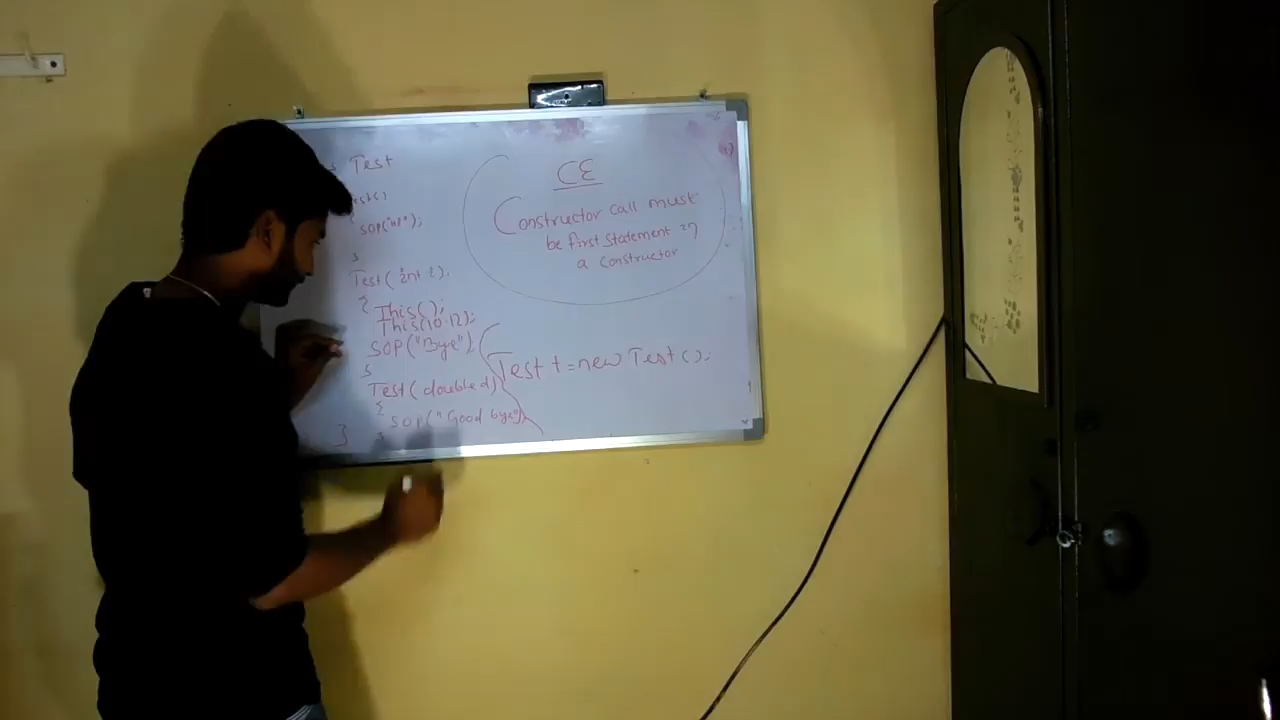 Test
SOP("HI");
}
Test(int i),
{ This();
This(10.12);
SOP("Bye");
}
Test(double d)
{
SOP("Good bye");
}
}
CE
Constructor call must
be first statement in
a constructor
Test t = new Test();